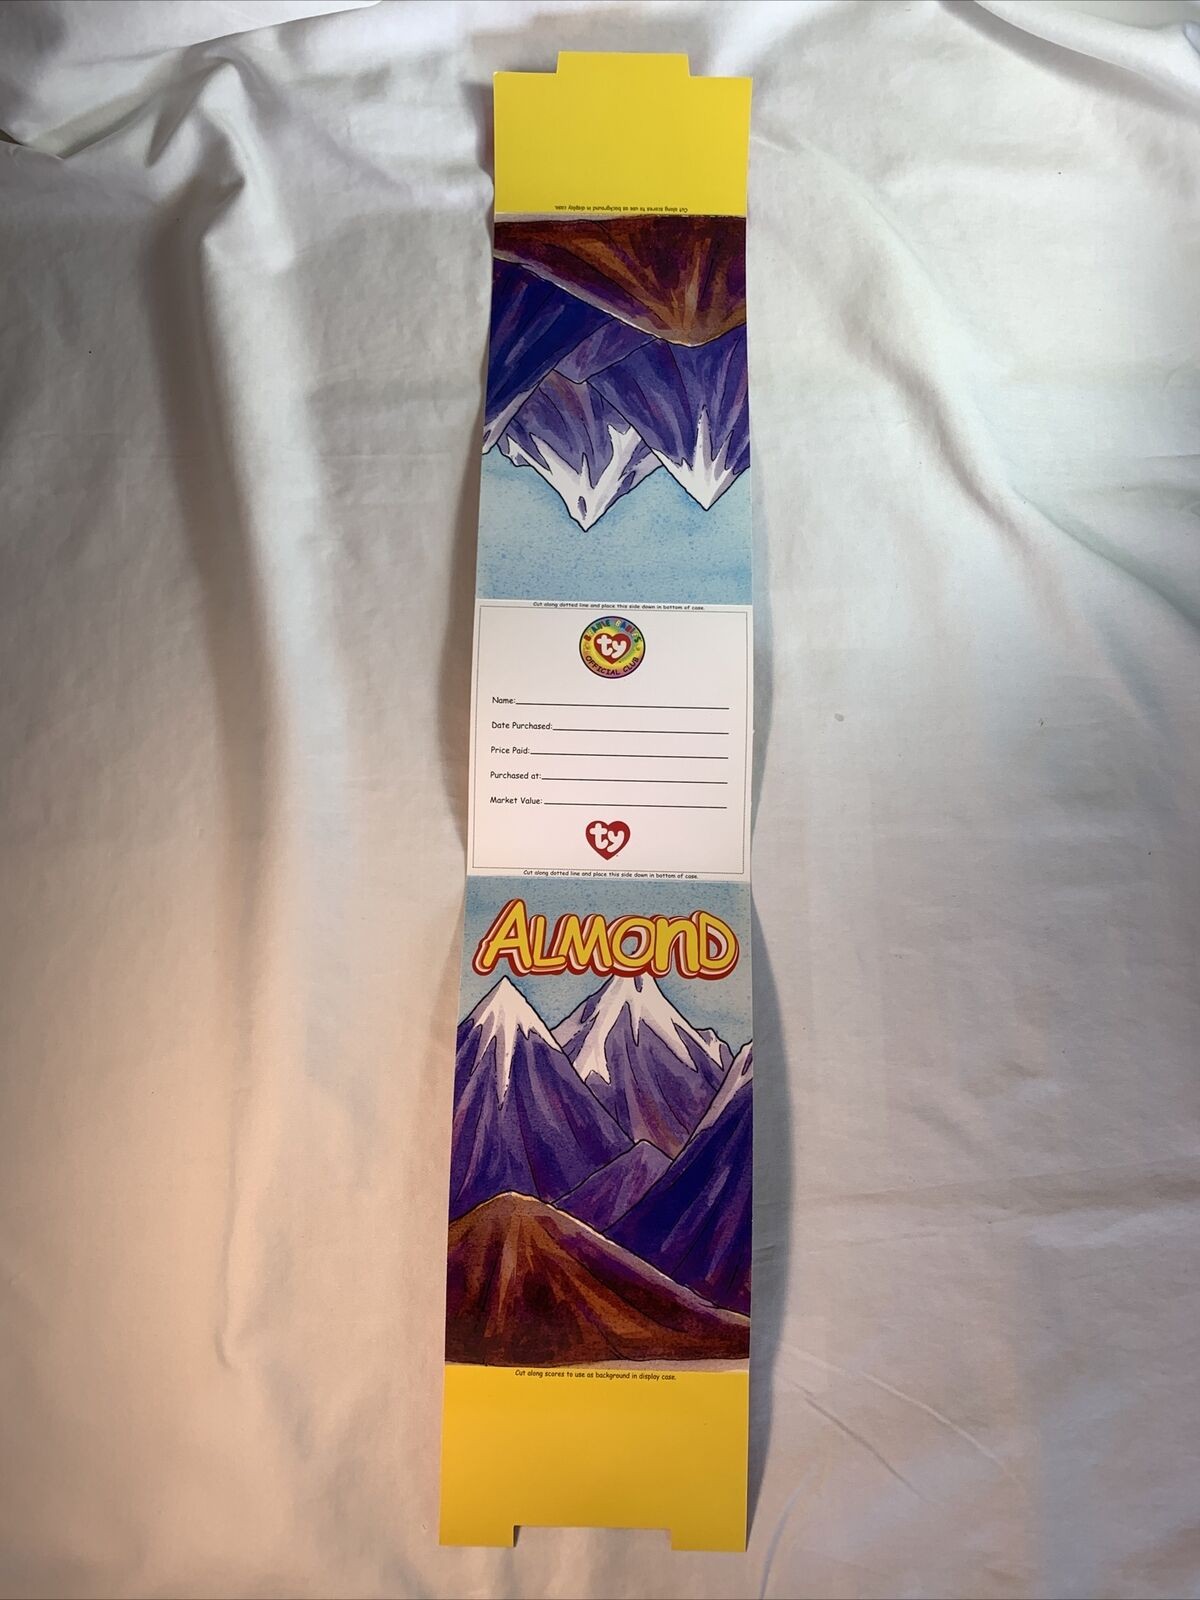 Cut along scores to use as background in display case.
Cut along dotted line and place this side down in bottom of case.
BEANIE BABIES
ty
OFFICIAL CLUB
Name:
Date Purchased:
Price Paid:
Purchased at:
Market Value:
ty
Cut along dotted line and place this side down in bottom of case.
ALMOND
Cut along scores to use as background in display case.